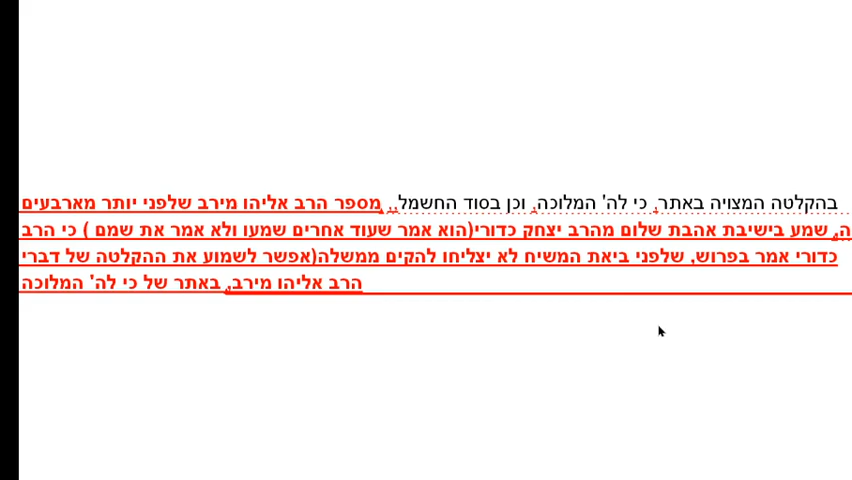 בהקלטה המצויה באתר, כי לה' המלוכה, וכן בסוד החשמל,, מספר הרב אליהו מירב שלפני יותר מארבעים
ה, שמע בישיבת אהבת שלום מהרב יצחק כדורי(הוא אמר שעוד אחרים שמעו ולא אמר את שמם ) כי הרב
כדורי אמר בפרוש, שלפני ביאת המשיח לא יצליחו להקים ממשלה(אפשר לשמוע את ההקלטה של דברי
הרב אליהו מירב, באתר של כי לה' המלוכה